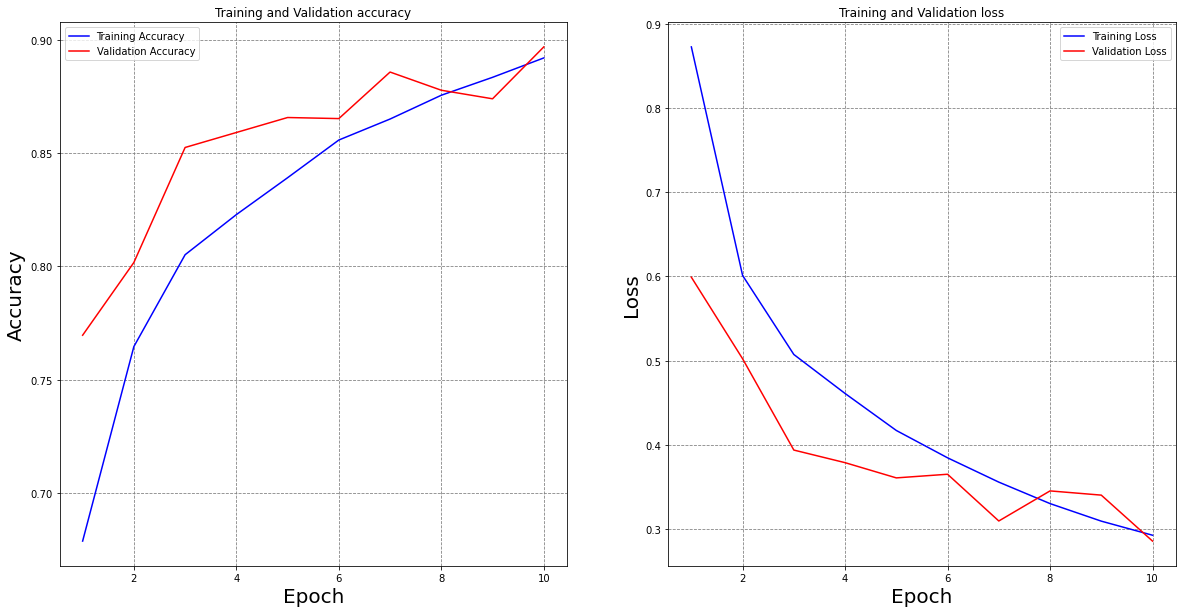 Training and Validation accuracy
Training Accuracy
Validation Accuracy
0.90
0.85
0.80
0.75
0.70
Accuracy
2
4
6
8
10
Epoch
Training and Validation loss
Training Loss
Validation Loss
0.9
0.8
0.7
0.6
0.5
0.4
0.3
Loss
2
4
6
8
10
Epoch